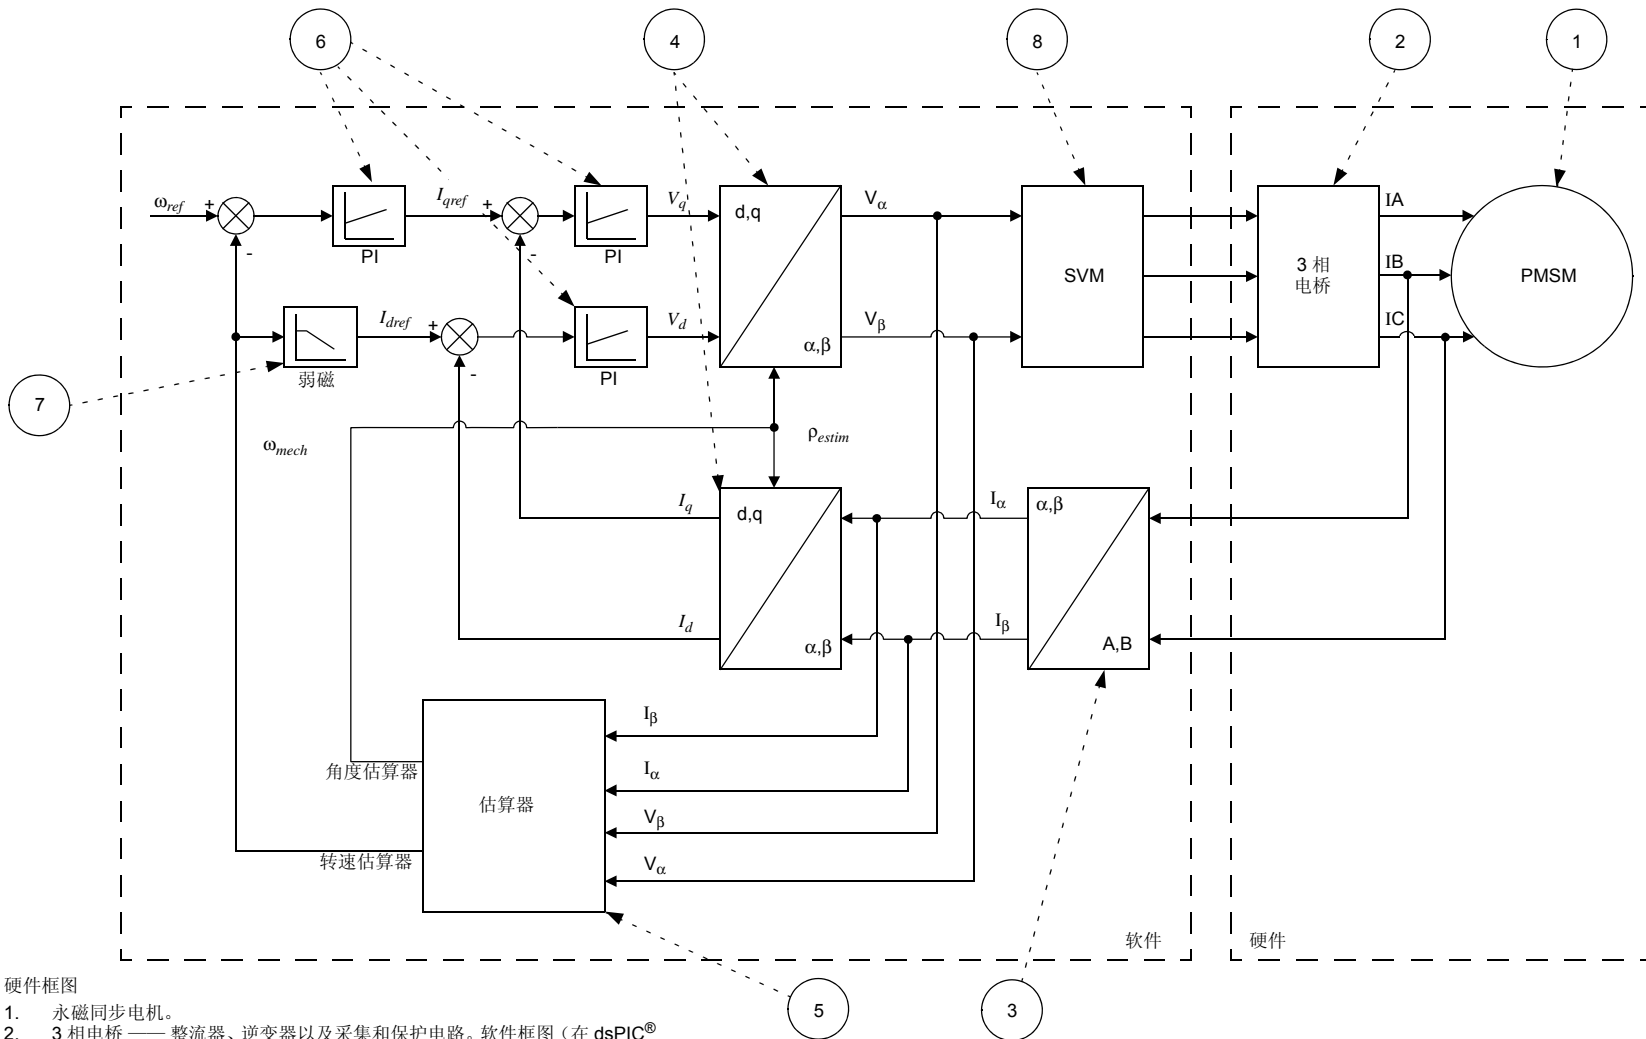 6
4
8
2
1
ωref
+
-
PI
Iqref
+
-
PI
Vq
d,q
α,β
Vα
Vβ
SVM
3 相
电桥
IA
IB
IC
PMSM
弱磁
Idref
+
-
PI
Vd
7
ωmech
ρestim
Iq
Id
d,q
α,β
Iα
Iβ
α,β
A,B
Iβ
Iα
Vβ
Vα
角度估算器
估算器
转速估算器
软件
硬件
5
3
硬件框图
1. 永磁同步电机。
2. 3 相电桥 —— 整流器、逆变器以及采集和保护电路。软件框图（在 dsPIC®